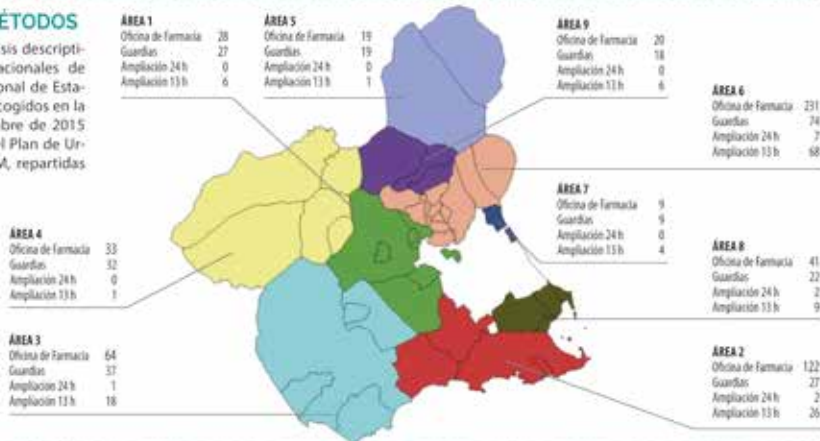 ÉTODOS
sis descripti-
acionales de
onal de Esta-
cogidos en la
bre de 2015
el Plan de Ur-
M, repartidas
ÁREA 1
Oficina de Farmacia 28
Guardias 27
Ampliación 24 h 0
Ampliación 13 h 6
ÁREA 5
Oficina de Farmacia 19
Guardias 19
Ampliación 24 h 0
Ampliación 13 h 1
ÁREA 9
Oficina de Farmacia 20
Guardias 18
Ampliación 24 h 0
Ampliación 13 h 6
ÁREA 6
Oficina de Farmacia 231
Guardias 74
Ampliación 24 h 7
Ampliación 13 h 68
ÁREA 7
Oficina de Farmacia 9
Guardias 9
Ampliación 24 h 0
Ampliación 13 h 4
ÁREA 4
Oficina de Farmacia 33
Guardias 32
Ampliación 24 h 0
Ampliación 13 h 1
ÁREA 8
Oficina de Farmacia 41
Guardias 22
Ampliación 24 h 2
Ampliación 13 h 9
ÁREA 3
Oficina de Farmacia 64
Guardias 37
Ampliación 24 h 1
Ampliación 13 h 18
ÁREA 2
Oficina de Farmacia 122
Guardias 27
Ampliación 24 h 2
Ampliación 13 h 26